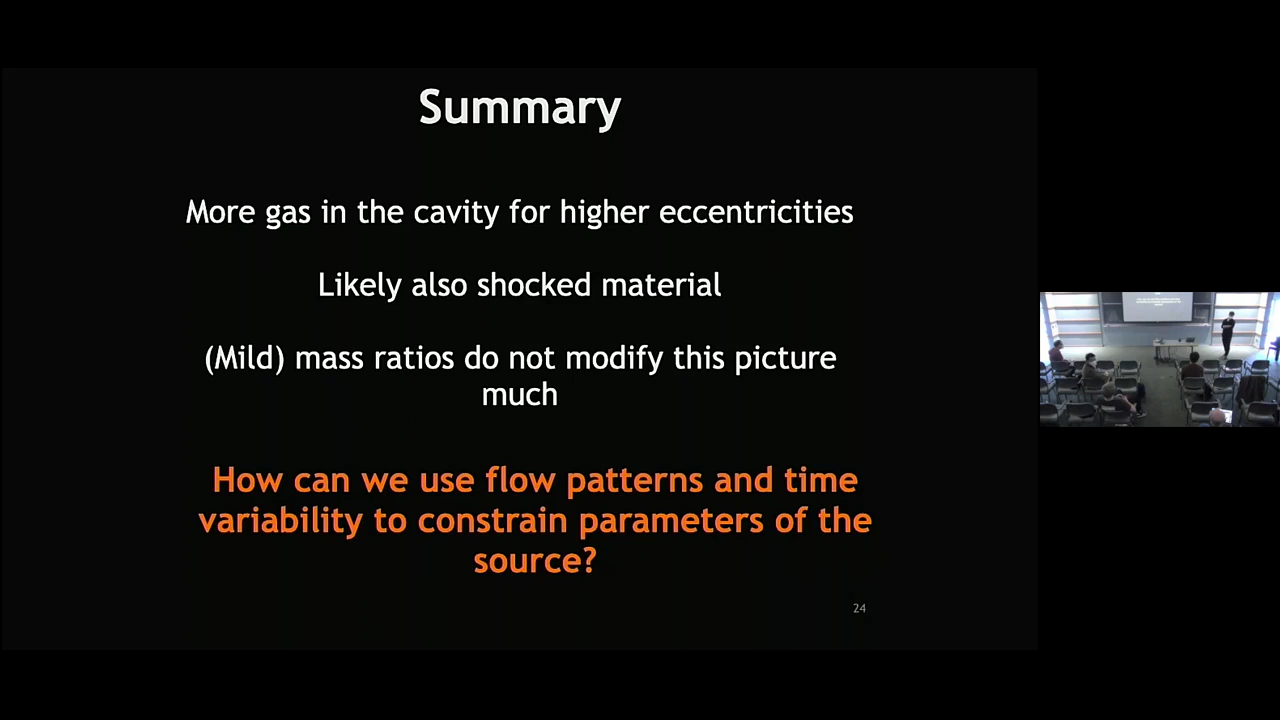 Summary
More gas in the cavity for higher eccentricities
Likely also shocked material
(Mild) mass ratios do not modify this picture
much
How can we use flow patterns and time
variability to constrain parameters of the
source?
24